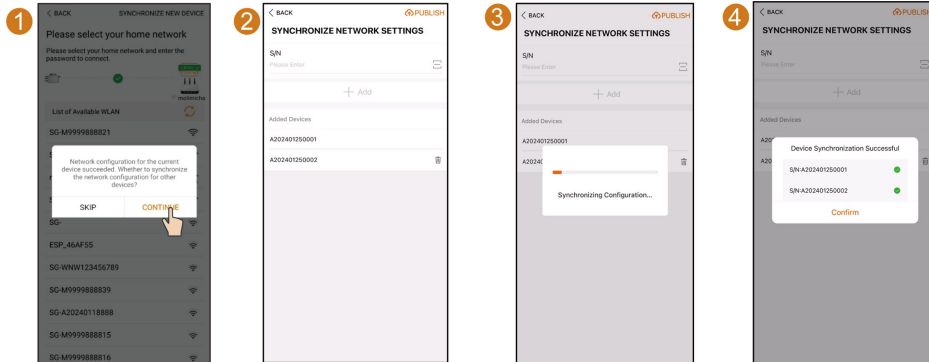 1
< BACK SYNCHRONIZE NEW DEVICE
Please select your home network
Please select your home network and enter the
password to connect.
molimicha
List of Available WLAN
SG-M9999888821
Network configuration for the current
device succeeded. Whether to synchronize
the network configuration for other
devices?
SKIP CONTINUE
SG-
ESP_46AF55
SG-WNW123456789
SG-M9999888839
SG-A20240118888
SG-M9999888815
SG-M9999888816
2
< BACK PUBLISH
SYNCHRONIZE NETWORK SETTINGS
S/N
Please Enter
+ Add
Added Devices
A202401250001
A202401250002
3
< BACK PUBLISH
SYNCHRONIZE NETWORK SETTINGS
S/N
Please Enter
+ Add
Added Devices
A202401250001
A20240
Synchronizing Configuration...
4
< BACK PUBLISH
SYNCHRONIZE NETWORK SETTINGS
S/N
Please Enter
+ Add
Added Devices
A20
A20
Device Synchronization Successful
S/N:A202401250001
S/N:A202401250002
Confirm